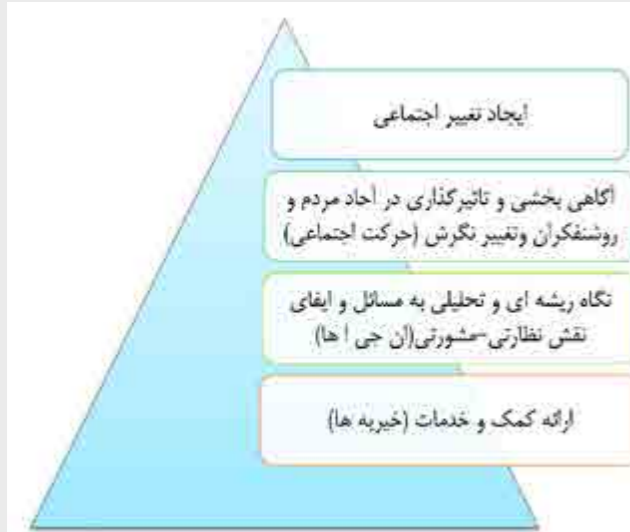 ایجاد تغییر اجتماعی
آگاهی بخشی و تاثیرگذاری در آحاد مردم و
روشنفکران وتغییر نگرش (حرکت اجتماعی)
نگاه ریشه ای و تحلیلی به مسائل و ایفای
نقش نظارتی-مشورتی(ان جی ا ها)
ارائه کمک و خدمات (خیریه ها)